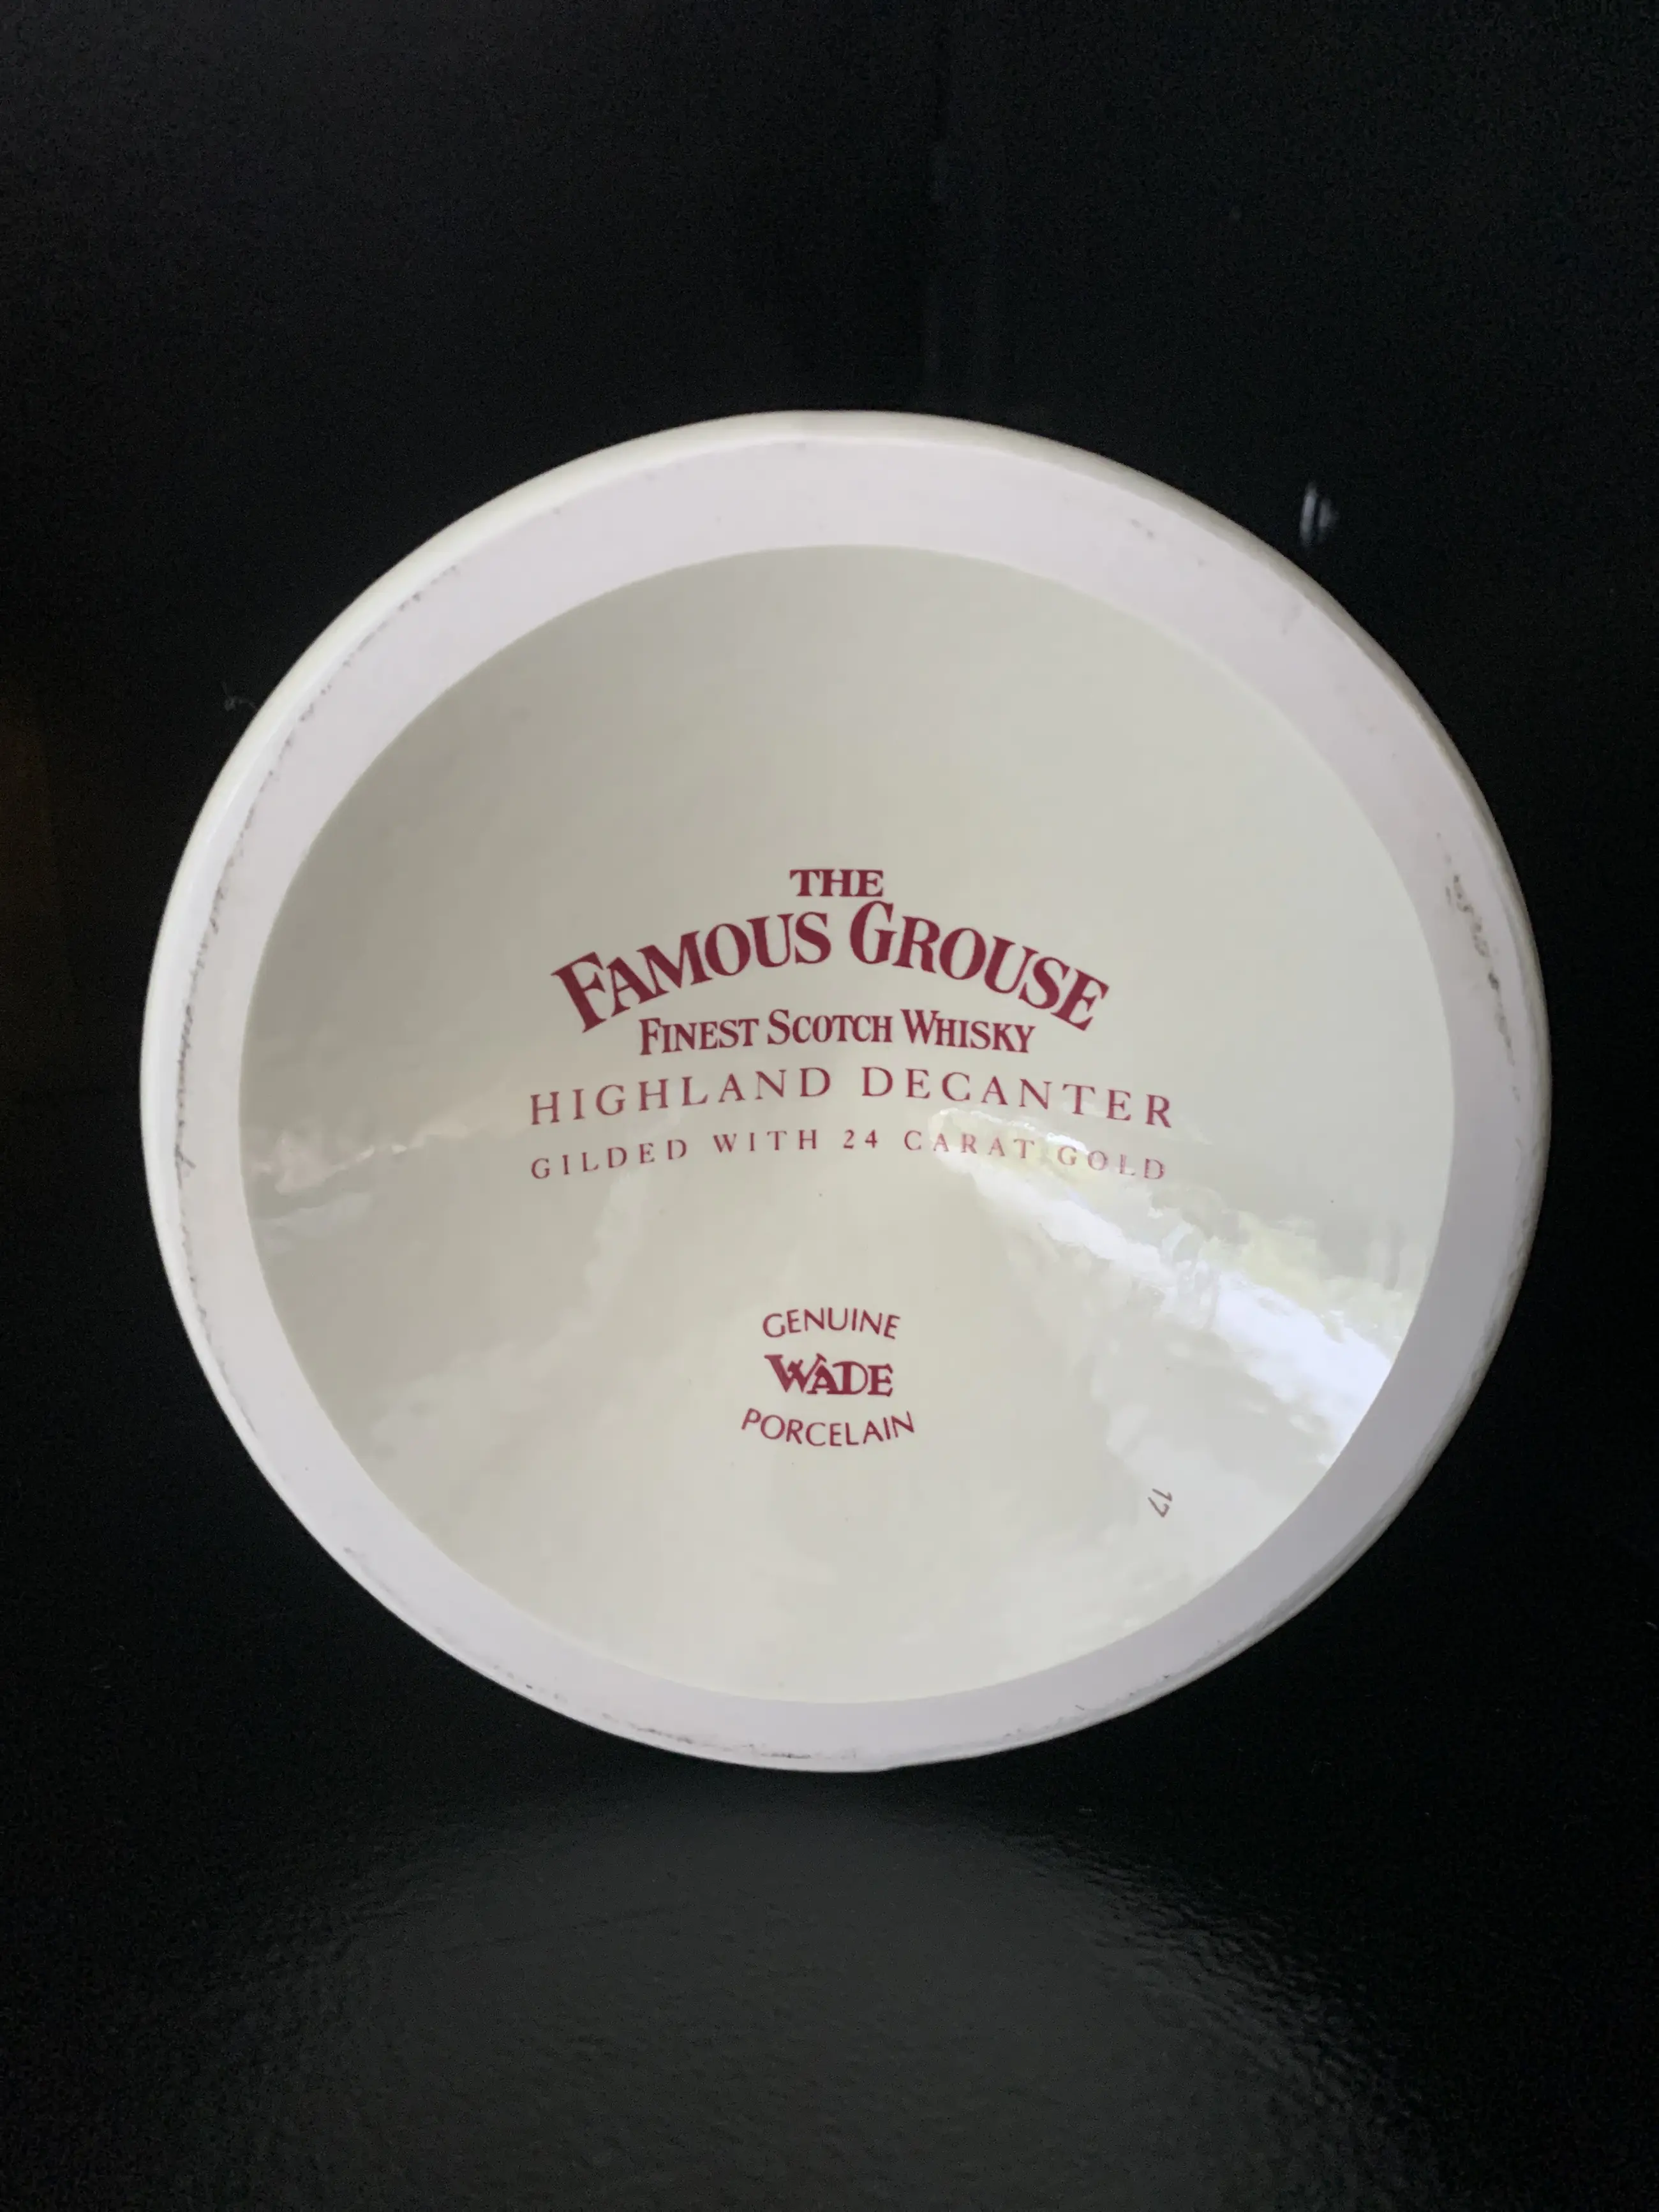 THE
FAMOUS GROUSE
FINEST SCOTCH WHISKY
HIGHLAND DECANTER
GILDED WITH 24 CARAT GOLD
GENUINE
WADE
PORCELAIN
17